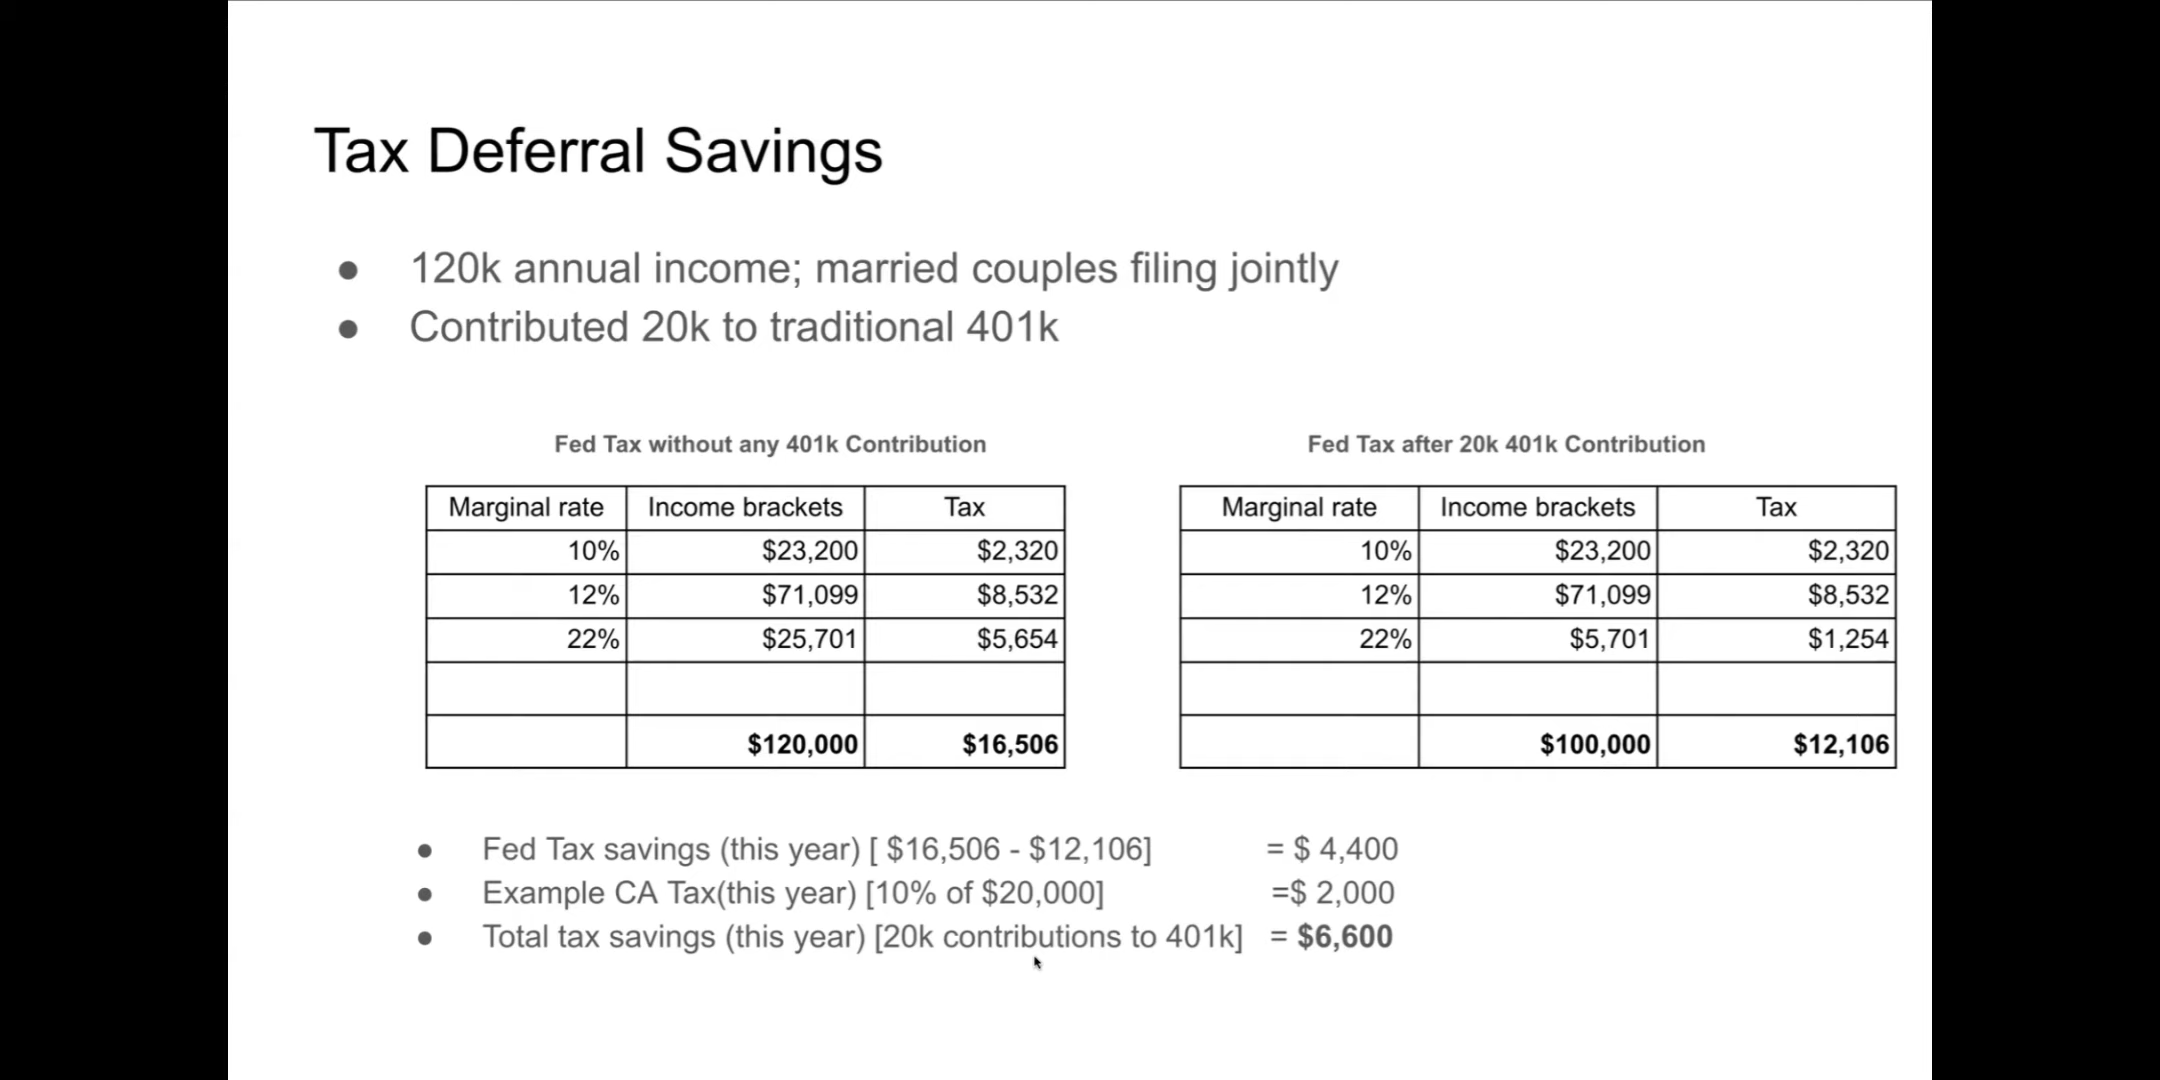 Tax Deferral Savings
● 120k annual income; married couples filing jointly
● Contributed 20k to traditional 401k
Fed Tax without any 401k Contribution
Marginal rate Income brackets Tax
10% $23,200 $2,320
12% $71,099 $8,532
22% $25,701 $5,654
$120,000 $16,506
Fed Tax after 20k 401k Contribution
Marginal rate Income brackets Tax
10% $23,200 $2,320
12% $71,099 $8,532
22% $5,701 $1,254
$100,000 $12,106
● Fed Tax savings (this year) [ $16,506 - $12,106] = $ 4,400
● Example CA Tax(this year) [10% of $20,000] =$ 2,000
● Total tax savings (this year) [20k contributions to 401k] = $6,600